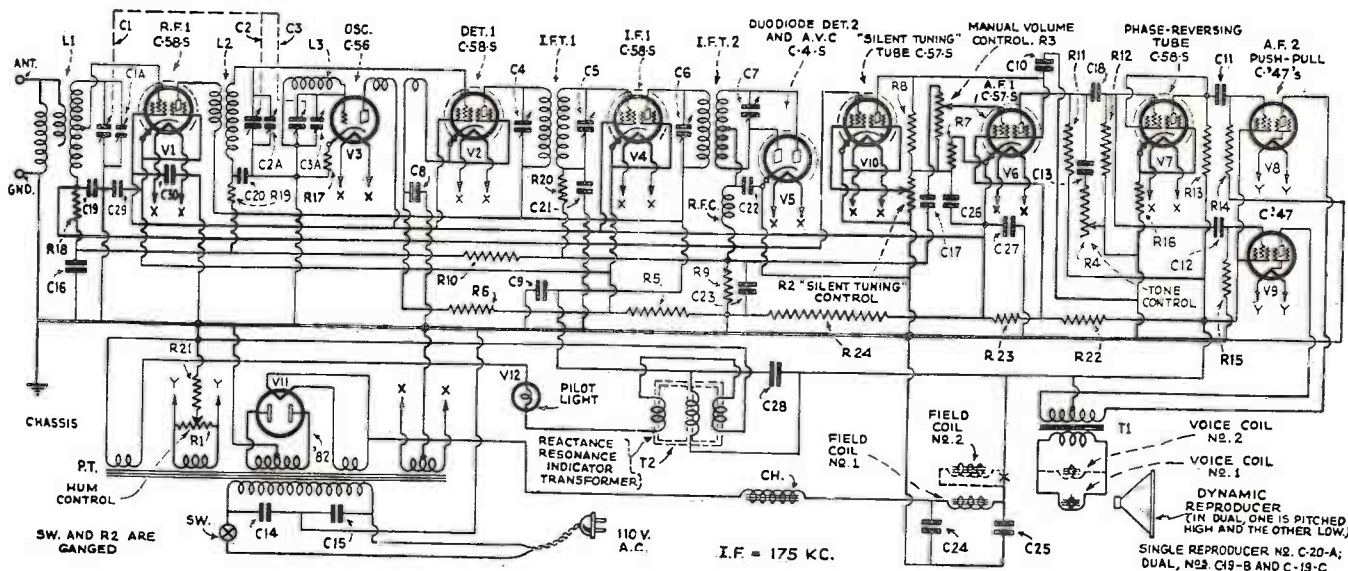 C1
R.F.1
C-58-S
C2
C3
L1
C1A
L2
L3
OSC.
C-56
DET.1
C-58-S
C4
I.F.T.1
C5
I.F.1
C-58-S
C6
I.F.T.2
C7
DUODIODE DET.2
AND A.V.C
C-4-S
"SILENT TUNING"
TUBE C-57-S
MANUAL VOLUME
CONTROL. R3
C10
R11
R12
PHASE-REVERSING
TUBE
C-58-S
C18
C11
A.F.2
PUSH-PULL
C-'47's
ANT.
GND.
R8
A.F.1
C-57-S
R7
V1
C2A
C3A
V3
V2
V4
V5
V10
V6
V7
V8
C30
X X
C20
R19
R17
X
C8
X X
R20
C21
X X
R.F.C.
C22
X X
X X
C17
C26
C27
X X
C13
X X
R13
R14
Y Y
C-'47
C19
C29
R18
C16
R10
R6
C9
R5
R9
C23
R2 "SILENT TUNING"
CONTROL
R24
R23
R22
R4
TONE
CONTROL
R16
C12
R15
V9
Y Y
CHASSIS
R21
Y
Y
R1
V11
'82
X
X
V12
PILOT
LIGHT
C28
REACTANCE
RESONANCE
INDICATOR
TRANSFORMER
T2
FIELD
COIL
NO.2
FIELD
COIL
NO.1
CH.
T1
VOICE COIL
NO.2
VOICE COIL
NO.1
P.T.
HUM
CONTROL
SW. AND R2 ARE
GANGED
SW.
C14
C15
110 V.
A.C.
I.F. = 175 KC.
C24
C25
DYNAMIC
REPRODUCER
(IN DUAL, ONE IS PITCHED
HIGH AND THE OTHER LOW.)
SINGLE REPRODUCER NO. C-20-A;
DUAL, NOS. C19-B AND C-19-C